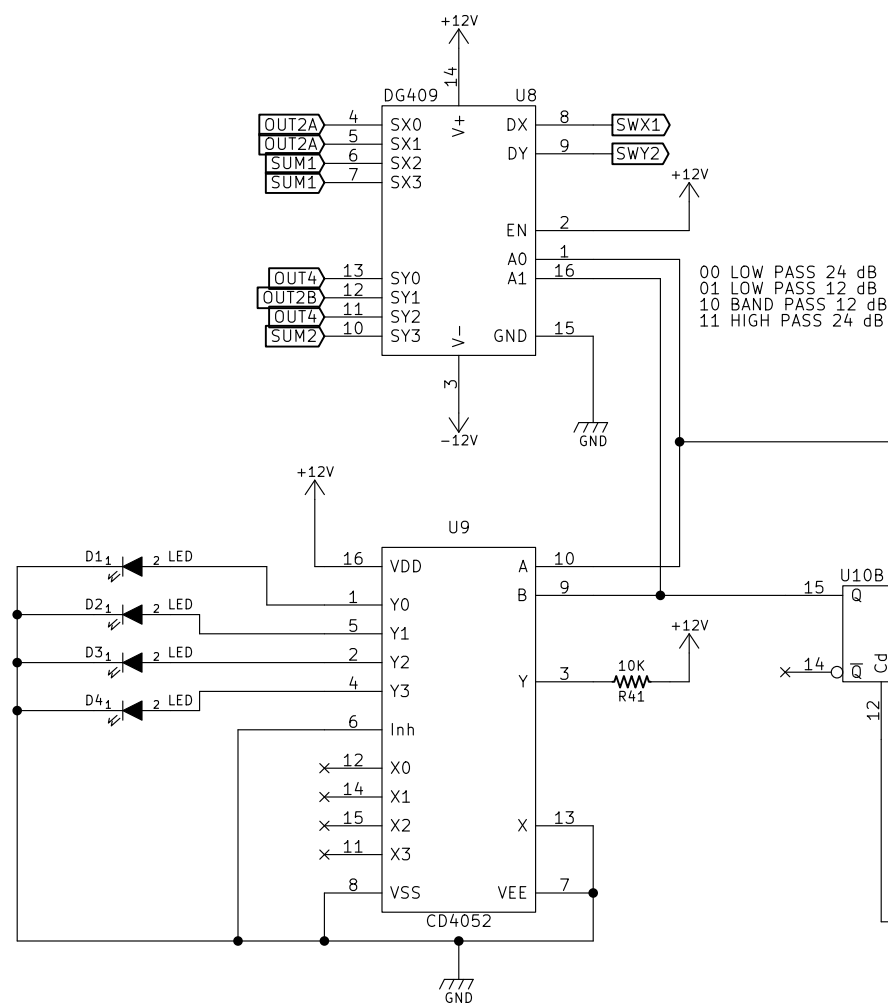 +12V
14
DG409
U8
OUT2A 4 SX0
V+
DX 8 SWX1
OUT2A 5 SX1
SUM1 6 SX2
DY 9 SWY2
SUM1 7 SX3
+12V
EN 2
A0 1
OUT4 13 SY0
A1 16
OUT2B 12 SY1
OUT4 11 SY2
SUM2 10 SY3
V-
GND 15
00 LOW PASS 24 dB
01 LOW PASS 12 dB
10 BAND PASS 12 dB
11 HIGH PASS 24 dB
3
-12V
GND
+12V
U9
D1 1 2 LED
16 VDD
A 10
1 Y0
B 9
15
U10B
Q
D2 1 2 LED
5 Y1
D3 1 2 LED
2 Y2
+12V
10K
Y 3
R41
14
Q
Cd
12
D4 1 2 LED
4 Y3
6 Inh
12 X0
14 X1
15 X2
X 13
11 X3
8 VSS
VEE 7
CD4052
GND